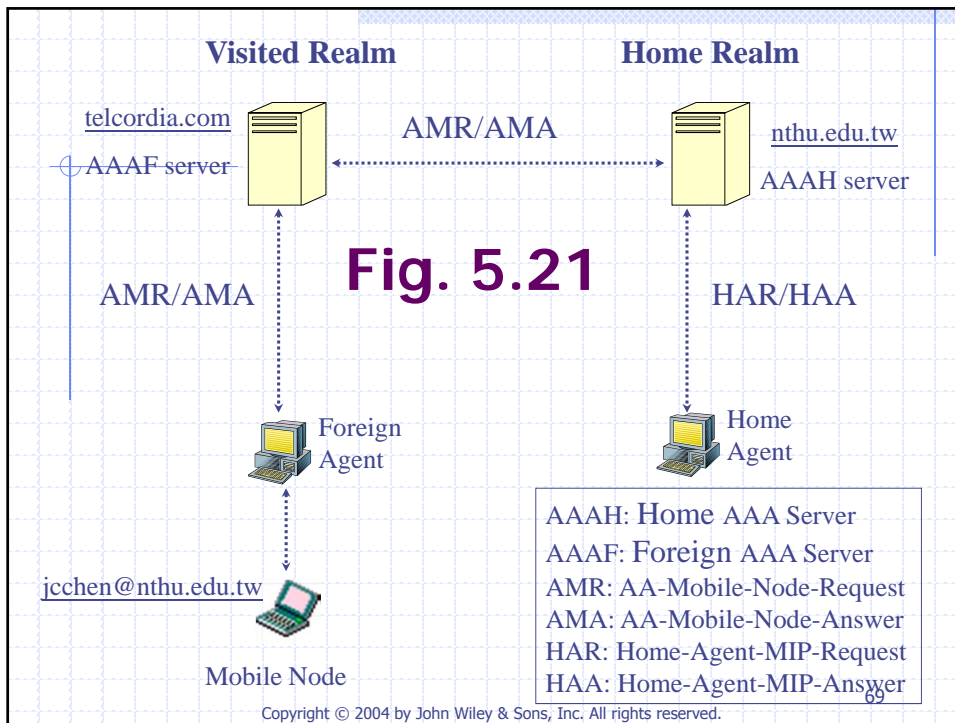 Visited Realm
Home Realm
telcordia.com
AAAF server
AMR/AMA
nthu.edu.tw
AAAH server
Fig. 5.21
AMR/AMA
HAR/HAA
Foreign
Agent
Home
Agent
jcchen@nthu.edu.tw
Mobile Node
AAAH: Home AAA Server
AAAF: Foreign AAA Server
AMR: AA-Mobile-Node-Request
AMA: AA-Mobile-Node-Answer
HAR: Home-Agent-MIP-Request
HAA: Home-Agent-MIP-Answer
69
Copyright © 2004 by John Wiley & Sons, Inc. All rights reserved.